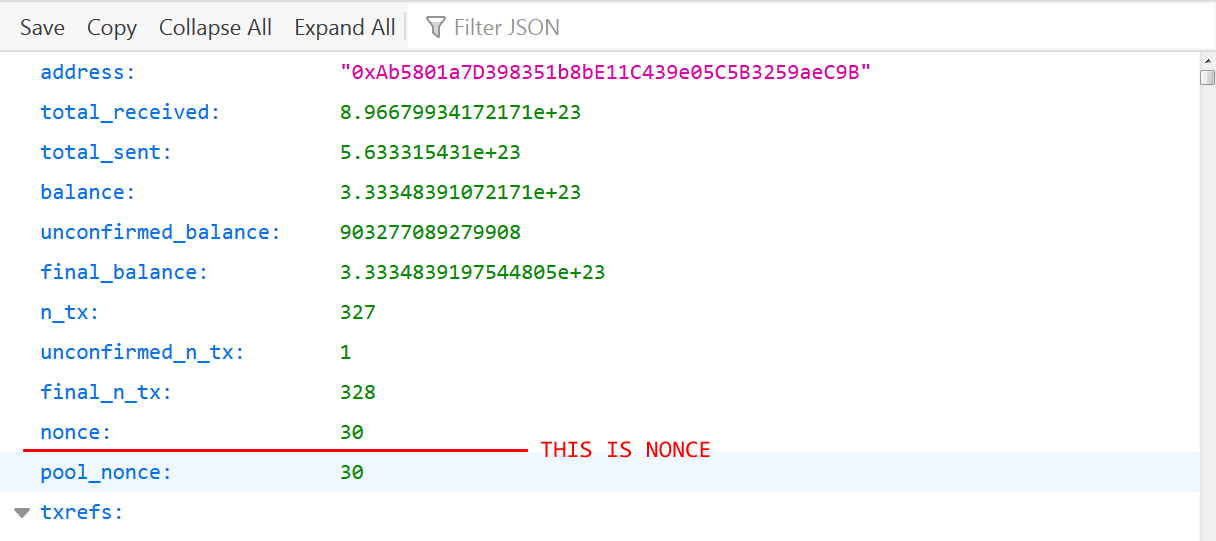 Save Copy Collapse All Expand All Filter JSON
address: "0xAb5801a7D398351b8bE11C439e05C5B3259aeC9B"
total_received: 8.96679934172171e+23
total_sent: 5.633315431e+23
balance: 3.33348391072171e+23
unconfirmed_balance: 903277089279908
final_balance: 3.3334839197544805e+23
n_tx: 327
unconfirmed_n_tx: 1
final_n_tx: 328
nonce: 30
THIS IS NONCE
pool_nonce: 30
txrefs: